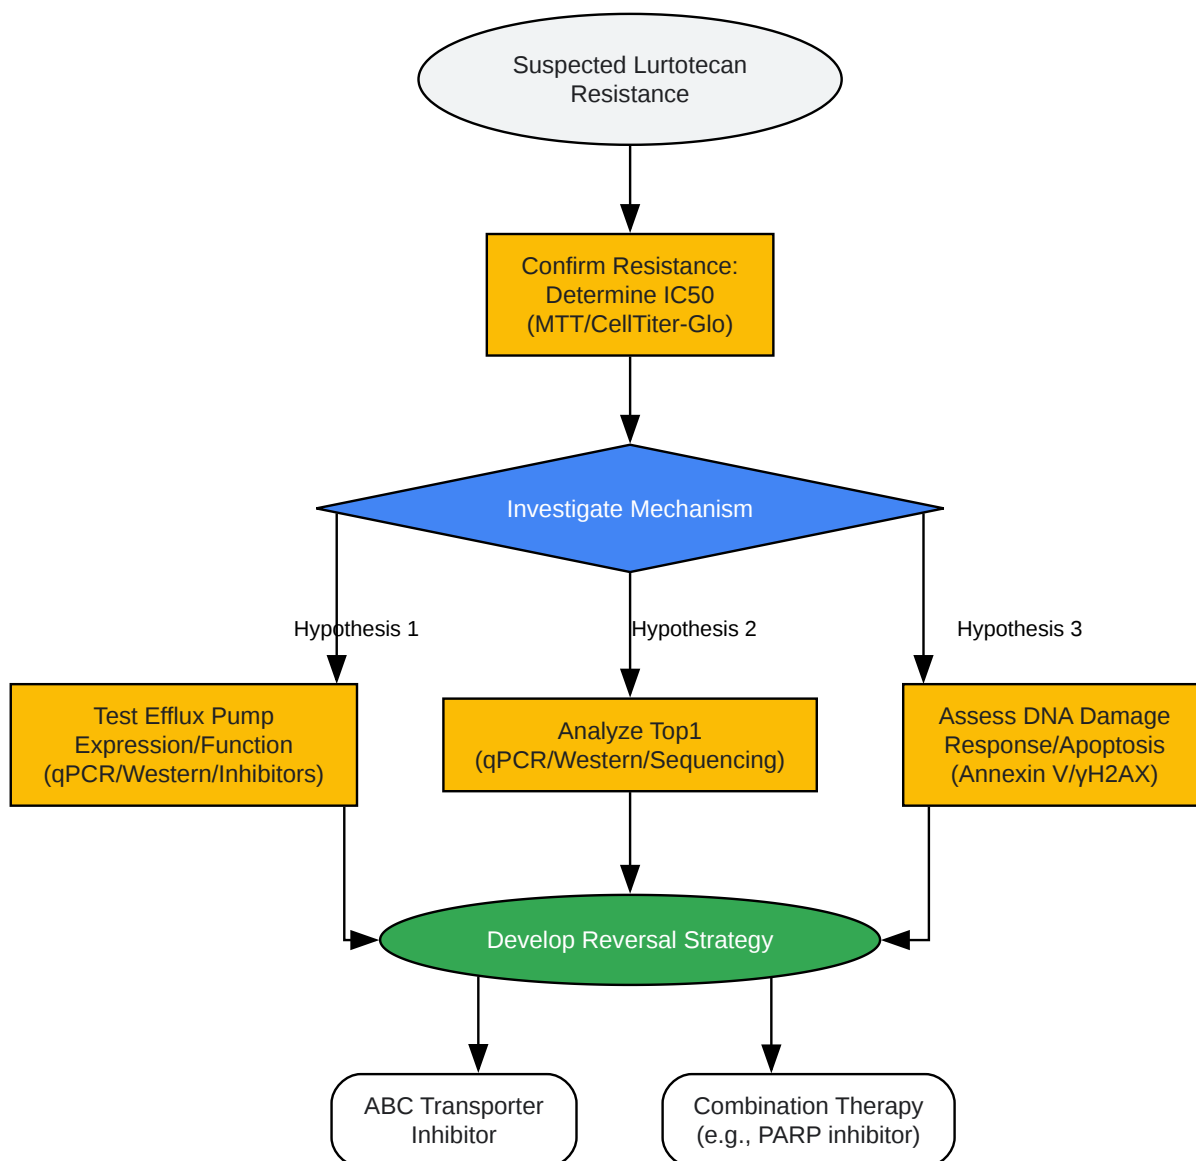 Suspected Lurtotecan
Resistance
Confirm Resistance:
Determine IC50
(MTT/CellTiter-Glo)
Investigate Mechanism
Hypothesis 1
Hypothesis 2
Hypothesis 3
Test Efflux Pump
Expression/Function
(qPCR/Western/Inhibitors)
Analyze Top1
(qPCR/Western/Sequencing)
Assess DNA Damage
Response/Apoptosis
(Annexin V/γH2AX)
Develop Reversal Strategy
ABC Transporter
Inhibitor
Combination Therapy
(e.g., PARP inhibitor)